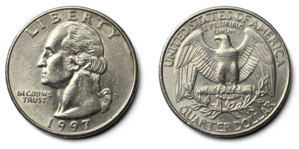 LIBERTY
IN GOD WE
TRUST
1997
UNITED STATES OF AMERICA
E PLURIBUS
UNUM
QUARTER DOLLAR